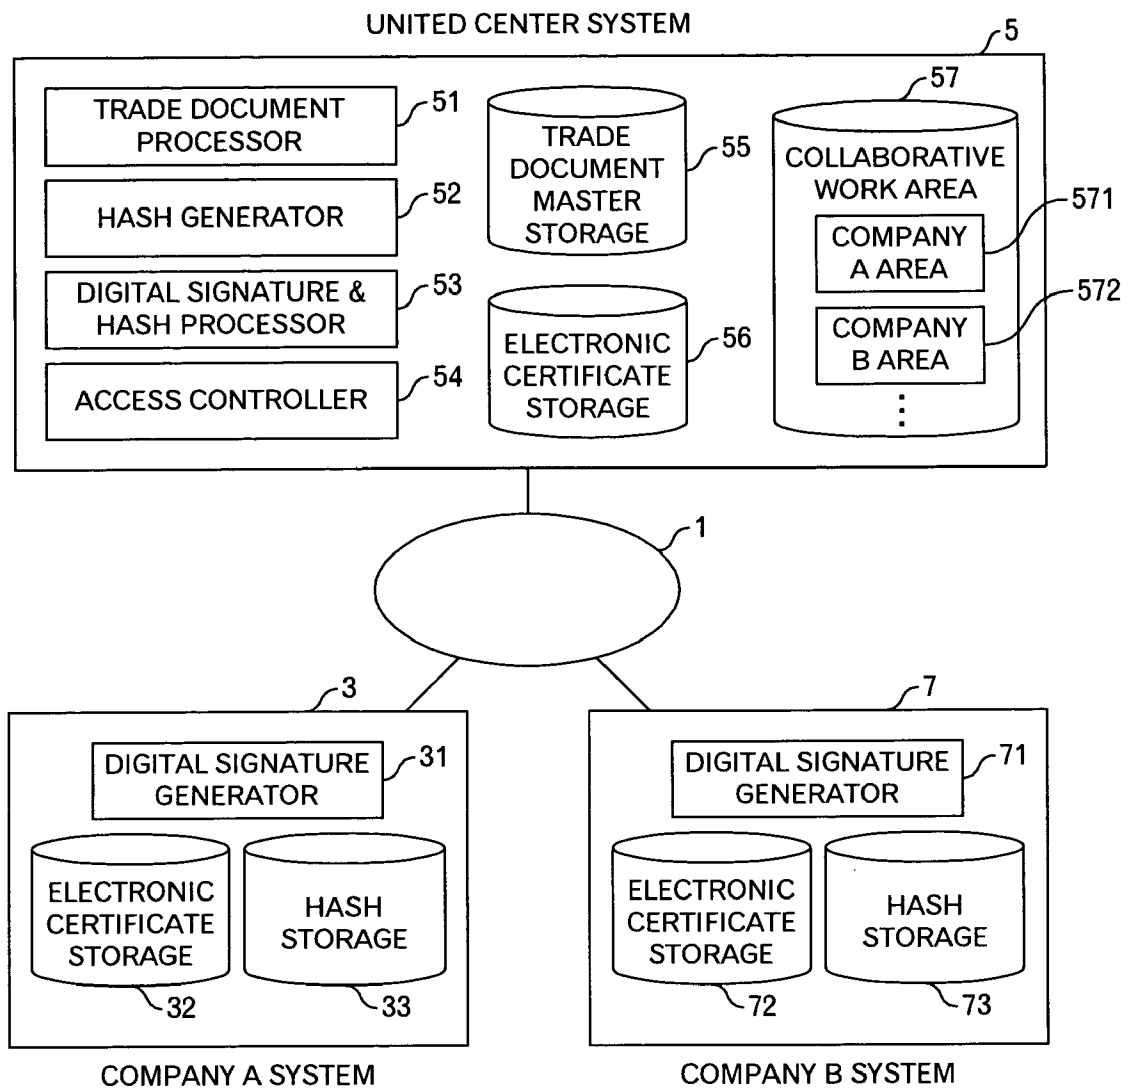 UNITED CENTER SYSTEM
5
TRADE DOCUMENT
PROCESSOR
51
HASH GENERATOR
52
DIGITAL SIGNATURE &
HASH PROCESSOR
53
ACCESS CONTROLLER
54
TRADE
DOCUMENT
MASTER
STORAGE
55
ELECTRONIC
CERTIFICATE
STORAGE
56
57
COLLABORATIVE
WORK AREA
COMPANY
A AREA
571
COMPANY
B AREA
572
1
3
DIGITAL SIGNATURE
GENERATOR
31
ELECTRONIC
CERTIFICATE
STORAGE
32
HASH
STORAGE
33
COMPANY A SYSTEM
7
DIGITAL SIGNATURE
GENERATOR
71
ELECTRONIC
CERTIFICATE
STORAGE
72
HASH
STORAGE
73
COMPANY B SYSTEM